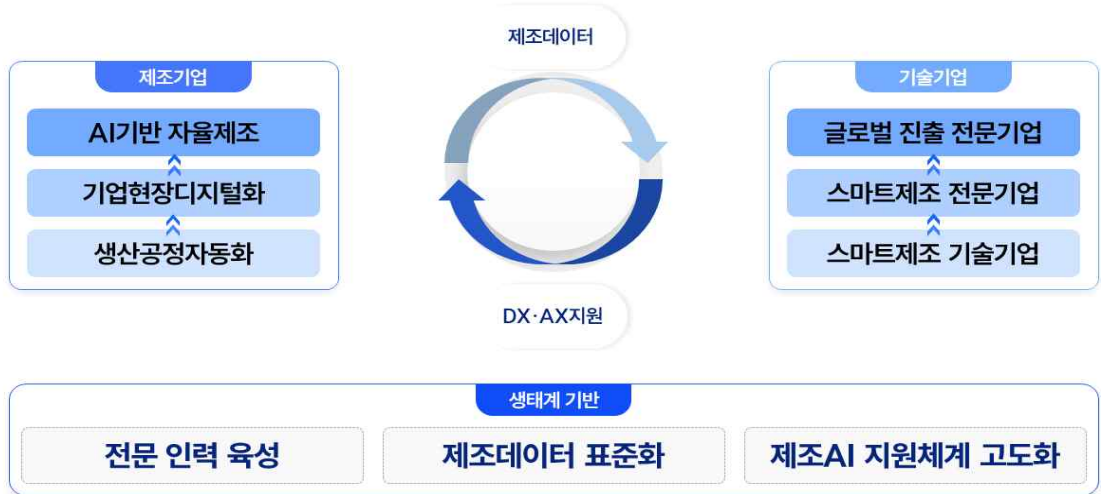 제조데이터
제조기업
AI기반 자율제조
기업현장디지털화
생산공정자동화
기술기업
글로벌 진출 전문기업
스마트제조 전문기업
스마트제조 기술기업
DX·AX지원
생태계 기반
전문 인력 육성
제조데이터 표준화
제조AI 지원체계 고도화